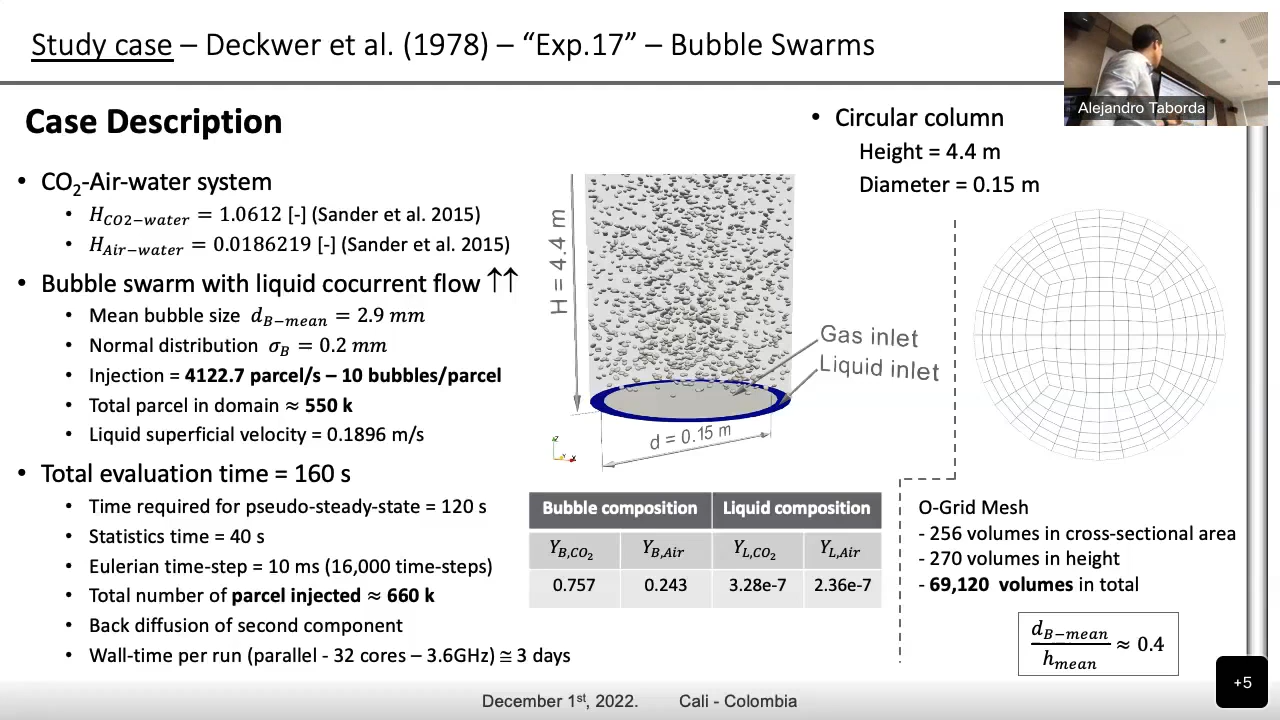 Study case – Deckwer et al. (1978) – “Exp.17” – Bubble Swarms
Alejandro Taborda
Case Description
• CO₂-Air-water system
• H_CO2−water = 1.0612 [-] (Sander et al. 2015)
• H_Air−water = 0.0186219 [-] (Sander et al. 2015)
• Bubble swarm with liquid cocurrent flow ↑↑
• Mean bubble size d_B−mean = 2.9 mm
• Normal distribution σ_B = 0.2 mm
• Injection = 4122.7 parcel/s – 10 bubbles/parcel
• Total parcel in domain ≈ 550 k
• Liquid superficial velocity = 0.1896 m/s
• Total evaluation time = 160 s
• Time required for pseudo-steady-state = 120 s
• Statistics time = 40 s
• Eulerian time-step = 10 ms (16,000 time-steps)
• Total number of parcel injected ≈ 660 k
• Back diffusion of second component
• Wall-time per run (parallel - 32 cores – 3.6GHz) ≅ 3 days
H = 4.4 m
Gas inlet
Liquid inlet
d = 0.15 m
Z
Y
X
Bubble composition Liquid composition
Y_B,CO₂ Y_B,Air Y_L,CO₂ Y_L,Air
0.757 0.243 3.28e-7 2.36e-7
• Circular column
Height = 4.4 m
Diameter = 0.15 m
O-Grid Mesh
- 256 volumes in cross-sectional area
- 270 volumes in height
- 69,120 volumes in total
d_B−mean
h_mean
≈ 0.4
+5
December 1st, 2022. Cali - Colombia